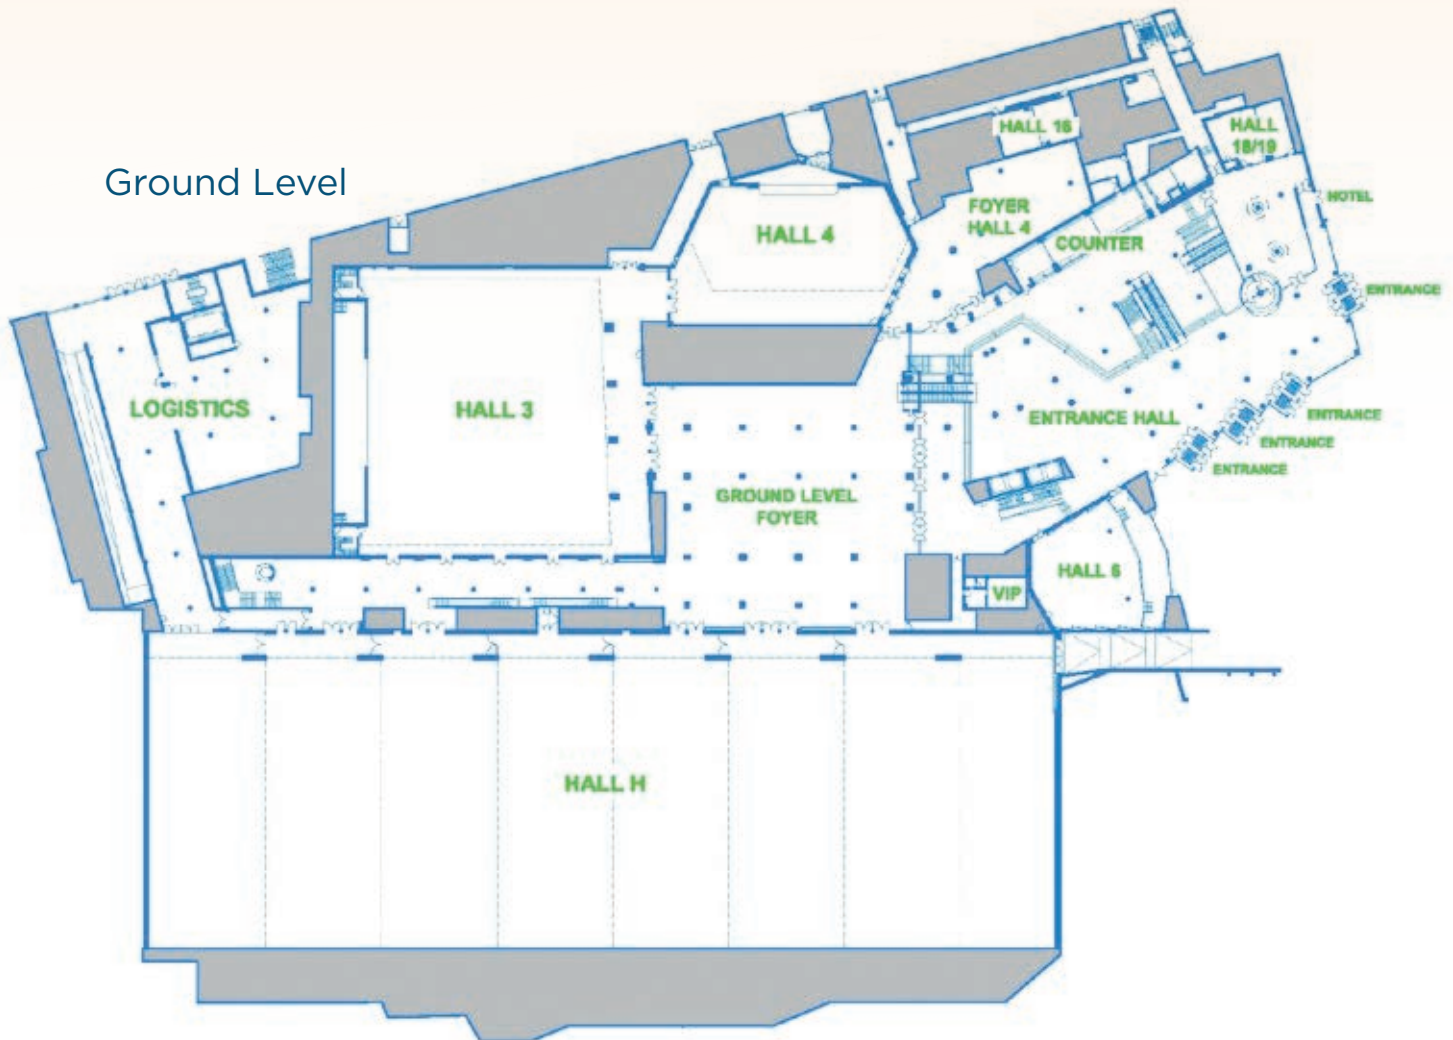 Ground Level
HALL 16
HALL
18/19
HOTEL
FOYER
HALL 4
HALL 4
COUNTER
ENTRANCE
LOGISTICS
HALL 3
ENTRANCE HALL
ENTRANCE
ENTRANCE
ENTRANCE
GROUND LEVEL
FOYER
HALL 6
VIP
HALL H